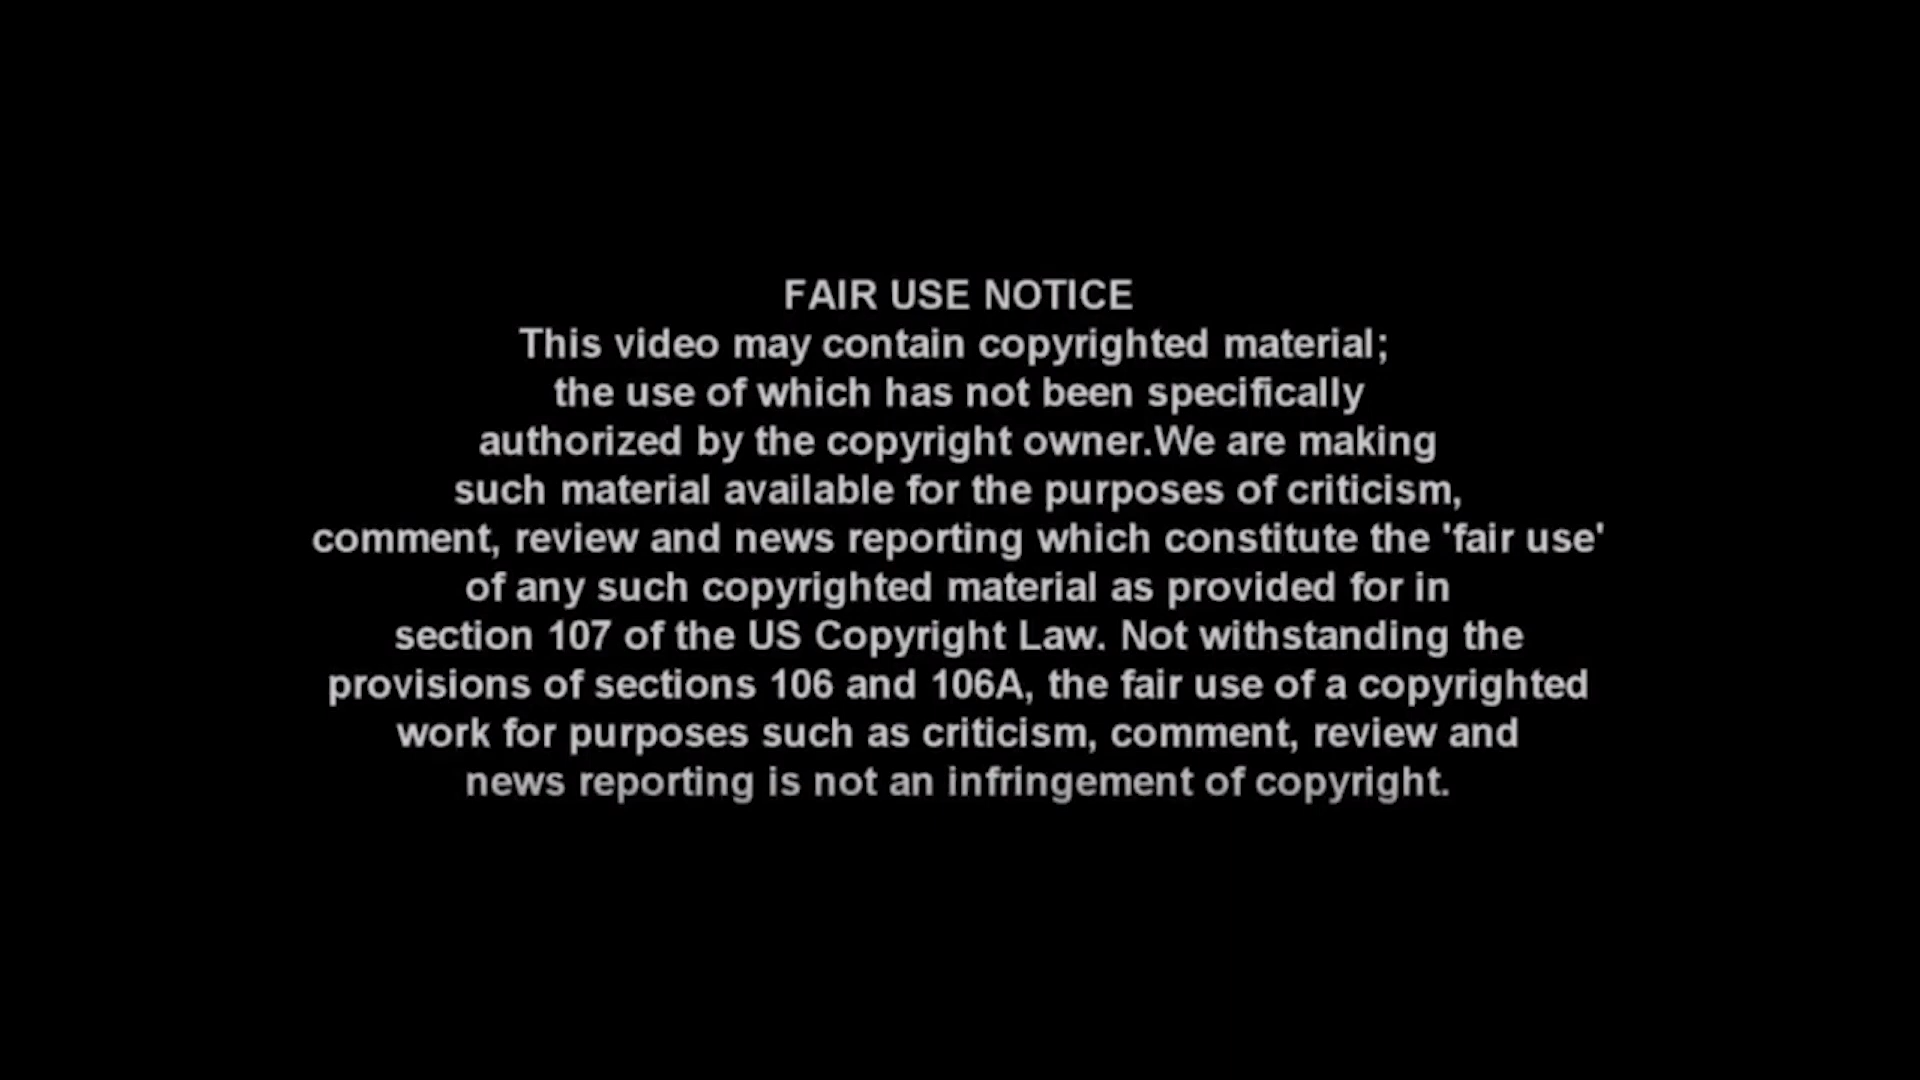 FAIR USE NOTICE
This video may contain copyrighted material;
the use of which has not been specifically
authorized by the copyright owner.We are making
such material available for the purposes of criticism,
comment, review and news reporting which constitute the 'fair use'
of any such copyrighted material as provided for in
section 107 of the US Copyright Law. Not withstanding the
provisions of sections 106 and 106A, the fair use of a copyrighted
work for purposes such as criticism, comment, review and
news reporting is not an infringement of copyright.